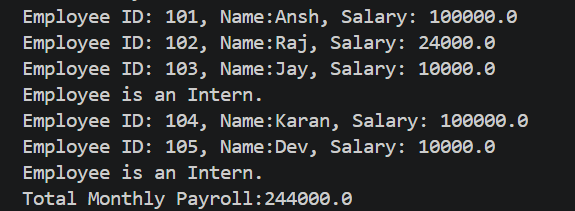 Employee ID: 101, Name:Ansh, Salary: 100000.0
Employee ID: 102, Name:Raj, Salary: 24000.0
Employee ID: 103, Name:Jay, Salary: 10000.0
Employee is an Intern.
Employee ID: 104, Name:Karan, Salary: 100000.0
Employee ID: 105, Name:Dev, Salary: 10000.0
Employee is an Intern.
Total Monthly Payroll:244000.0